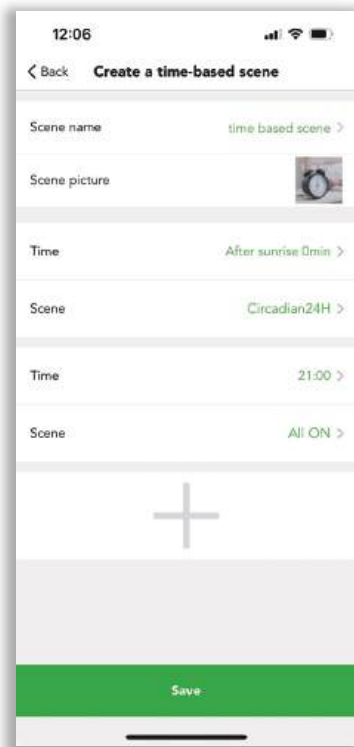 12:06
Back Create a time-based scene
Scene name time based scene
Scene picture
Time After sunrise 0min
Scene Circadian24H
Time 21:00
Scene All ON
Save